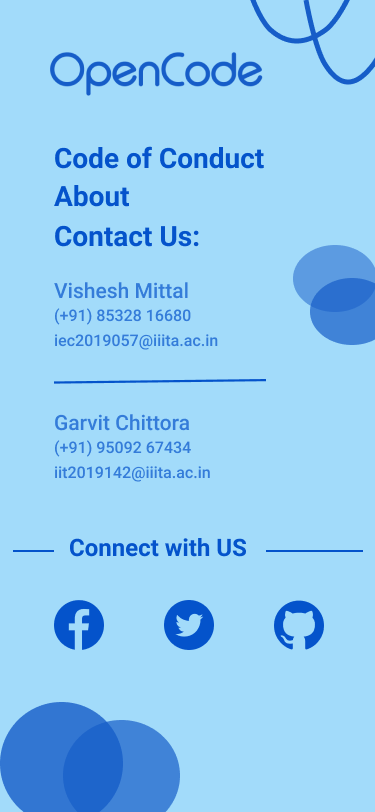 OpenCode
Code of Conduct
About
Contact Us:
Vishesh Mittal
(+91) 85328 16680
iec2019057@iiita.ac.in
Garvit Chittora
(+91) 95092 67434
iit2019142@iiita.ac.in
Connect with US